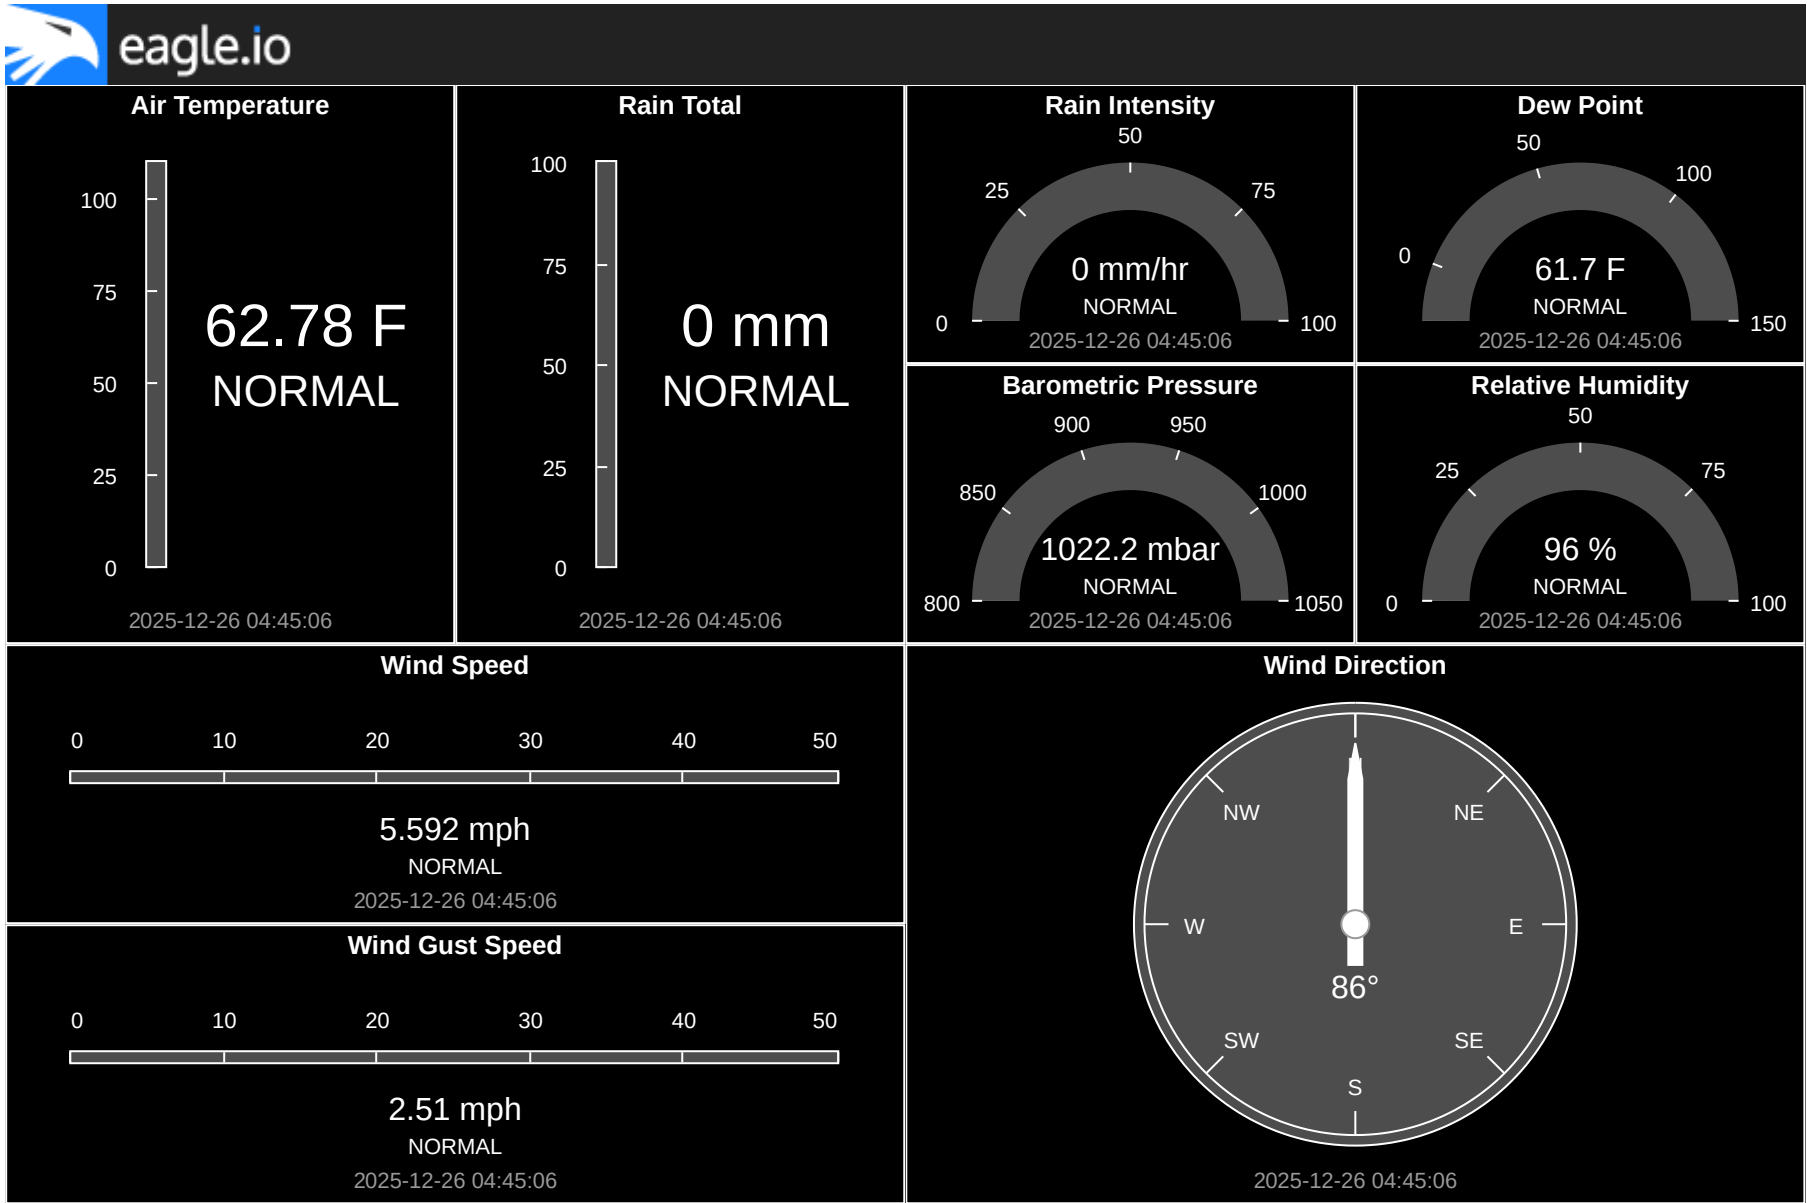 eagle.io
Air Temperature
100
75
50
25
0
62.78 F
NORMAL
2025-12-26 04:45:06
Rain Total
100
75
50
25
0
0 mm
NORMAL
2025-12-26 04:45:06
Rain Intensity
0
25
50
75
100
0 mm/hr
NORMAL
2025-12-26 04:45:06
Dew Point
0
50
100
150
61.7 F
NORMAL
2025-12-26 04:45:06
Barometric Pressure
800
850
900
950
1000
1050
1022.2 mbar
NORMAL
2025-12-26 04:45:06
Relative Humidity
0
25
50
75
100
96 %
NORMAL
2025-12-26 04:45:06
Wind Speed
0 10 20 30 40 50
5.592 mph
NORMAL
2025-12-26 04:45:06
Wind Gust Speed
0 10 20 30 40 50
2.51 mph
NORMAL
2025-12-26 04:45:06
Wind Direction
NW NE
W E
86°
SW SE
S
2025-12-26 04:45:06